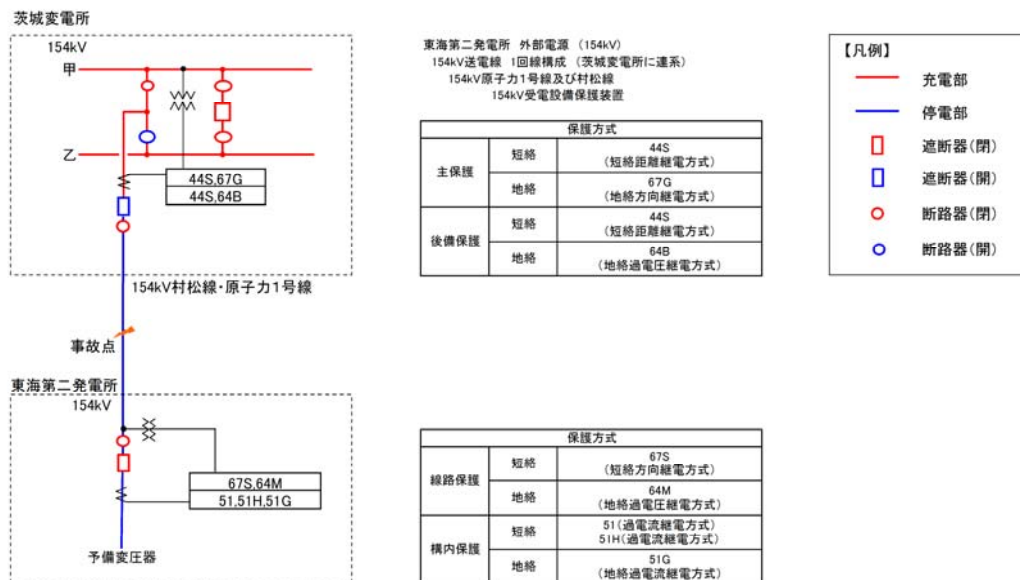 茨城変電所
154kV
甲
乙
44S,67G
44S,64B
154kV村松線・原子力1号線
事故点
東海第二発電所
154kV
67S,64M
51,51H,51G
予備変圧器
東海第二発電所 外部電源 （154kV）
154kV送電線 1回線構成 （茨城変電所に連系）
154kV原子力1号線及び村松線
154kV受電設備保護装置
保護方式
主保護
短絡
44S
（短絡距離継電方式）
地絡
67G
（地絡方向継電方式）
後備保護
短絡
44S
（短絡距離継電方式）
地絡
64B
（地絡過電圧継電方式）
保護方式
線路保護
短絡
67S
（短絡方向継電方式）
地絡
64M
（地絡過電圧継電方式）
構内保護
短絡
51（過電流継電方式）
51H（過電流継電方式）
地絡
51G
（地絡過電流継電方式）
【凡例】
充電部
停電部
遮断器（閉）
遮断器（開）
断路器（閉）
断路器（開）